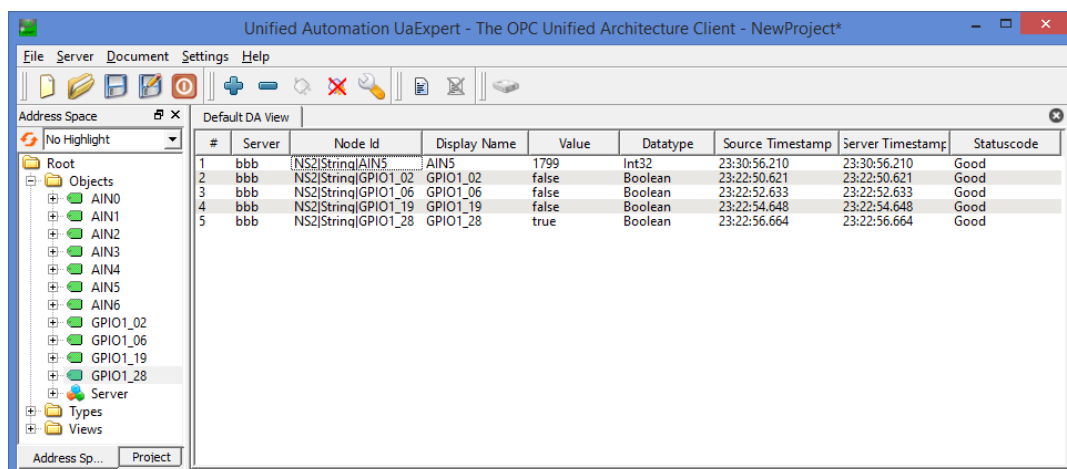 Unified Automation UaExpert - The OPC Unified Architecture Client - NewProject*
File Server Document Settings Help
Address Space
Default DA View
No Highlight
# Server Node Id Display Name Value Datatype Source Timestamp Server Timestamp Statuscode
1 bbb NS2|String|AIN5 AIN5 1799 Int32 23:30:56.210 23:30:56.210 Good
2 bbb NS2|String|GPIO1_02 GPIO1_02 false Boolean 23:22:50.621 23:22:50.621 Good
3 bbb NS2|String|GPIO1_06 GPIO1_06 false Boolean 23:22:52.633 23:22:52.633 Good
4 bbb NS2|String|GPIO1_19 GPIO1_19 false Boolean 23:22:54.648 23:22:54.648 Good
5 bbb NS2|String|GPIO1_28 GPIO1_28 true Boolean 23:22:56.664 23:22:56.664 Good
Root
Objects
AIN0
AIN1
AIN2
AIN3
AIN4
AIN5
AIN6
GPIO1_02
GPIO1_06
GPIO1_19
GPIO1_28
Server
Types
Views
Address Sp... Project